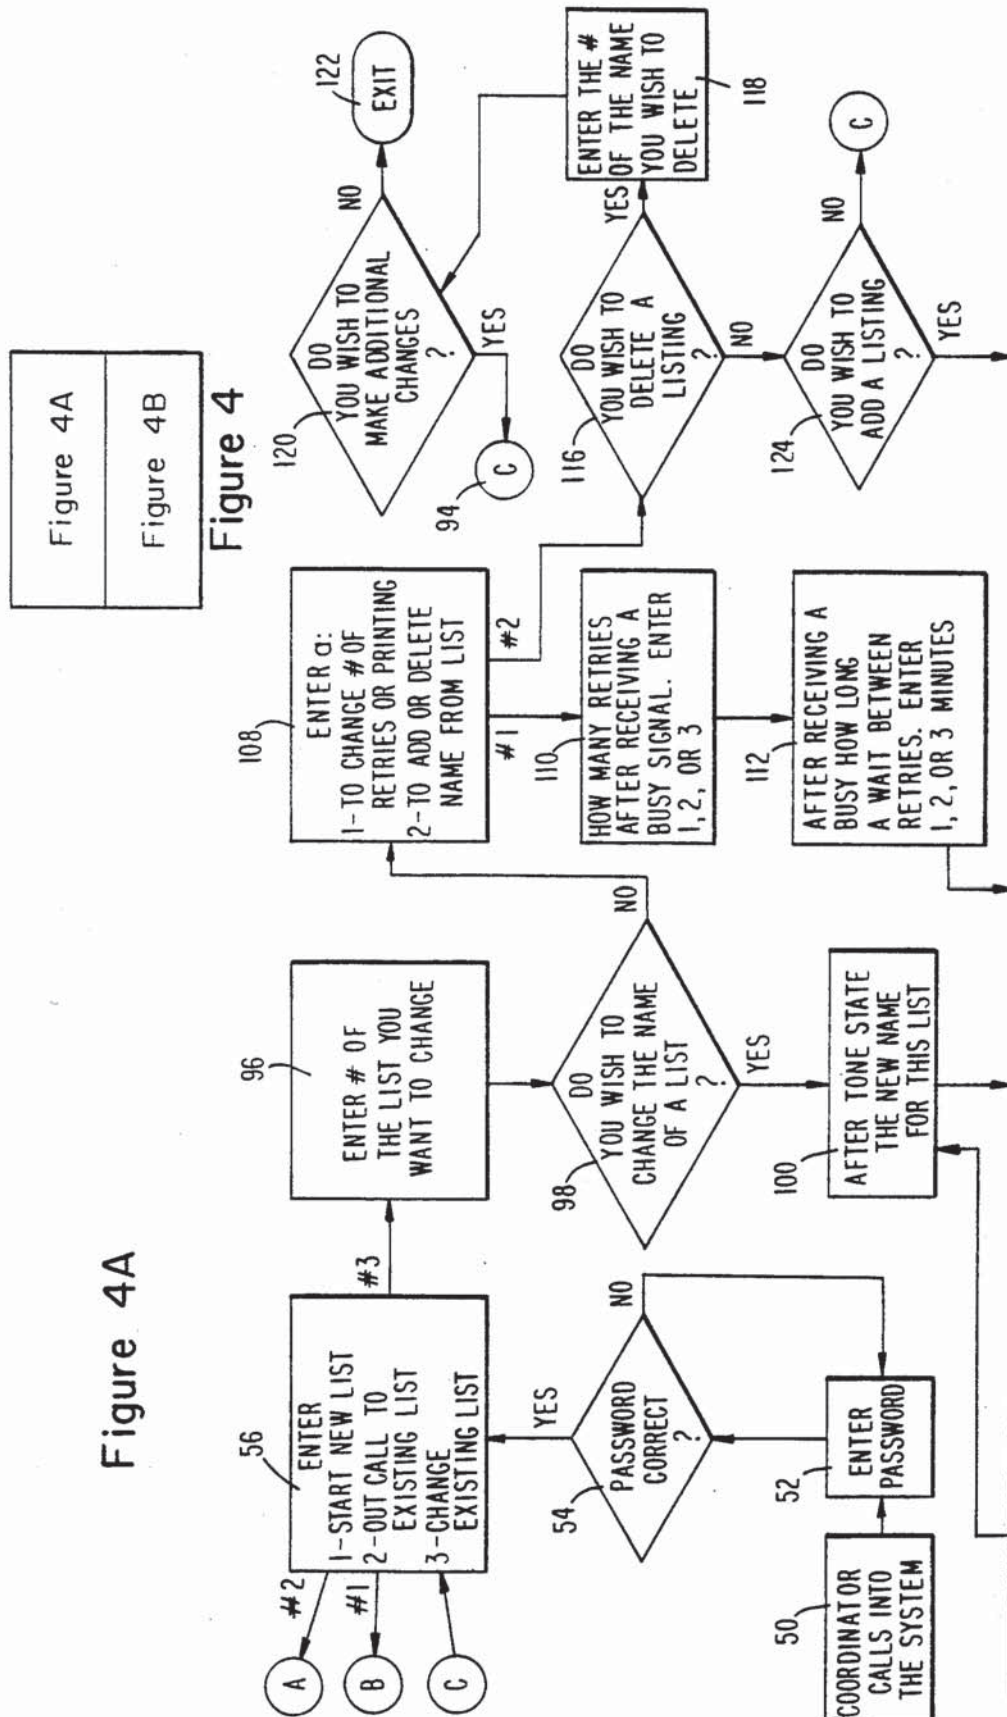 Figure 4A
Figure 4A
Figure 4B
Figure 4
A
B
C
#2
#1
56
ENTER
1-START NEW LIST
2-OUT CALL TO
EXISTING LIST
3-CHANGE
EXISTING LIST
#3
YES
54
PASSWORD
CORRECT
?
NO
52
ENTER
PASSWORD
50
COORDINATOR
CALLS INTO
THE SYSTEM
96
ENTER # OF
THE LIST YOU
WANT TO CHANGE
98
DO
YOU WISH TO
CHANGE THE NAME
OF A LIST
?
NO
YES
100
AFTER TONE STATE
THE NEW NAME
FOR THIS LIST
108
ENTER a:
1-TO CHANGE # OF
RETRIES OR PRINTING
2-TO ADD OR DELETE
NAME FROM LIST
#1
#2
110
HOW MANY RETRIES
AFTER RECEIVING A
BUSY SIGNAL. ENTER
1, 2, OR 3
112
AFTER RECEIVING A
BUSY HOW LONG
A WAIT BETWEEN
RETRIES. ENTER
1, 2, OR 3 MINUTES
120
DO
YOU WISH TO
MAKE ADDITIONAL
CHANGES
?
NO
122
EXIT
YES
94
C
116
DO
YOU WISH TO
DELETE A
LISTING
?
YES
ENTER THE #
OF THE NAME
YOU WISH TO
DELETE
118
NO
124
DO
YOU WISH TO
ADD A LISTING
?
NO
C
YES